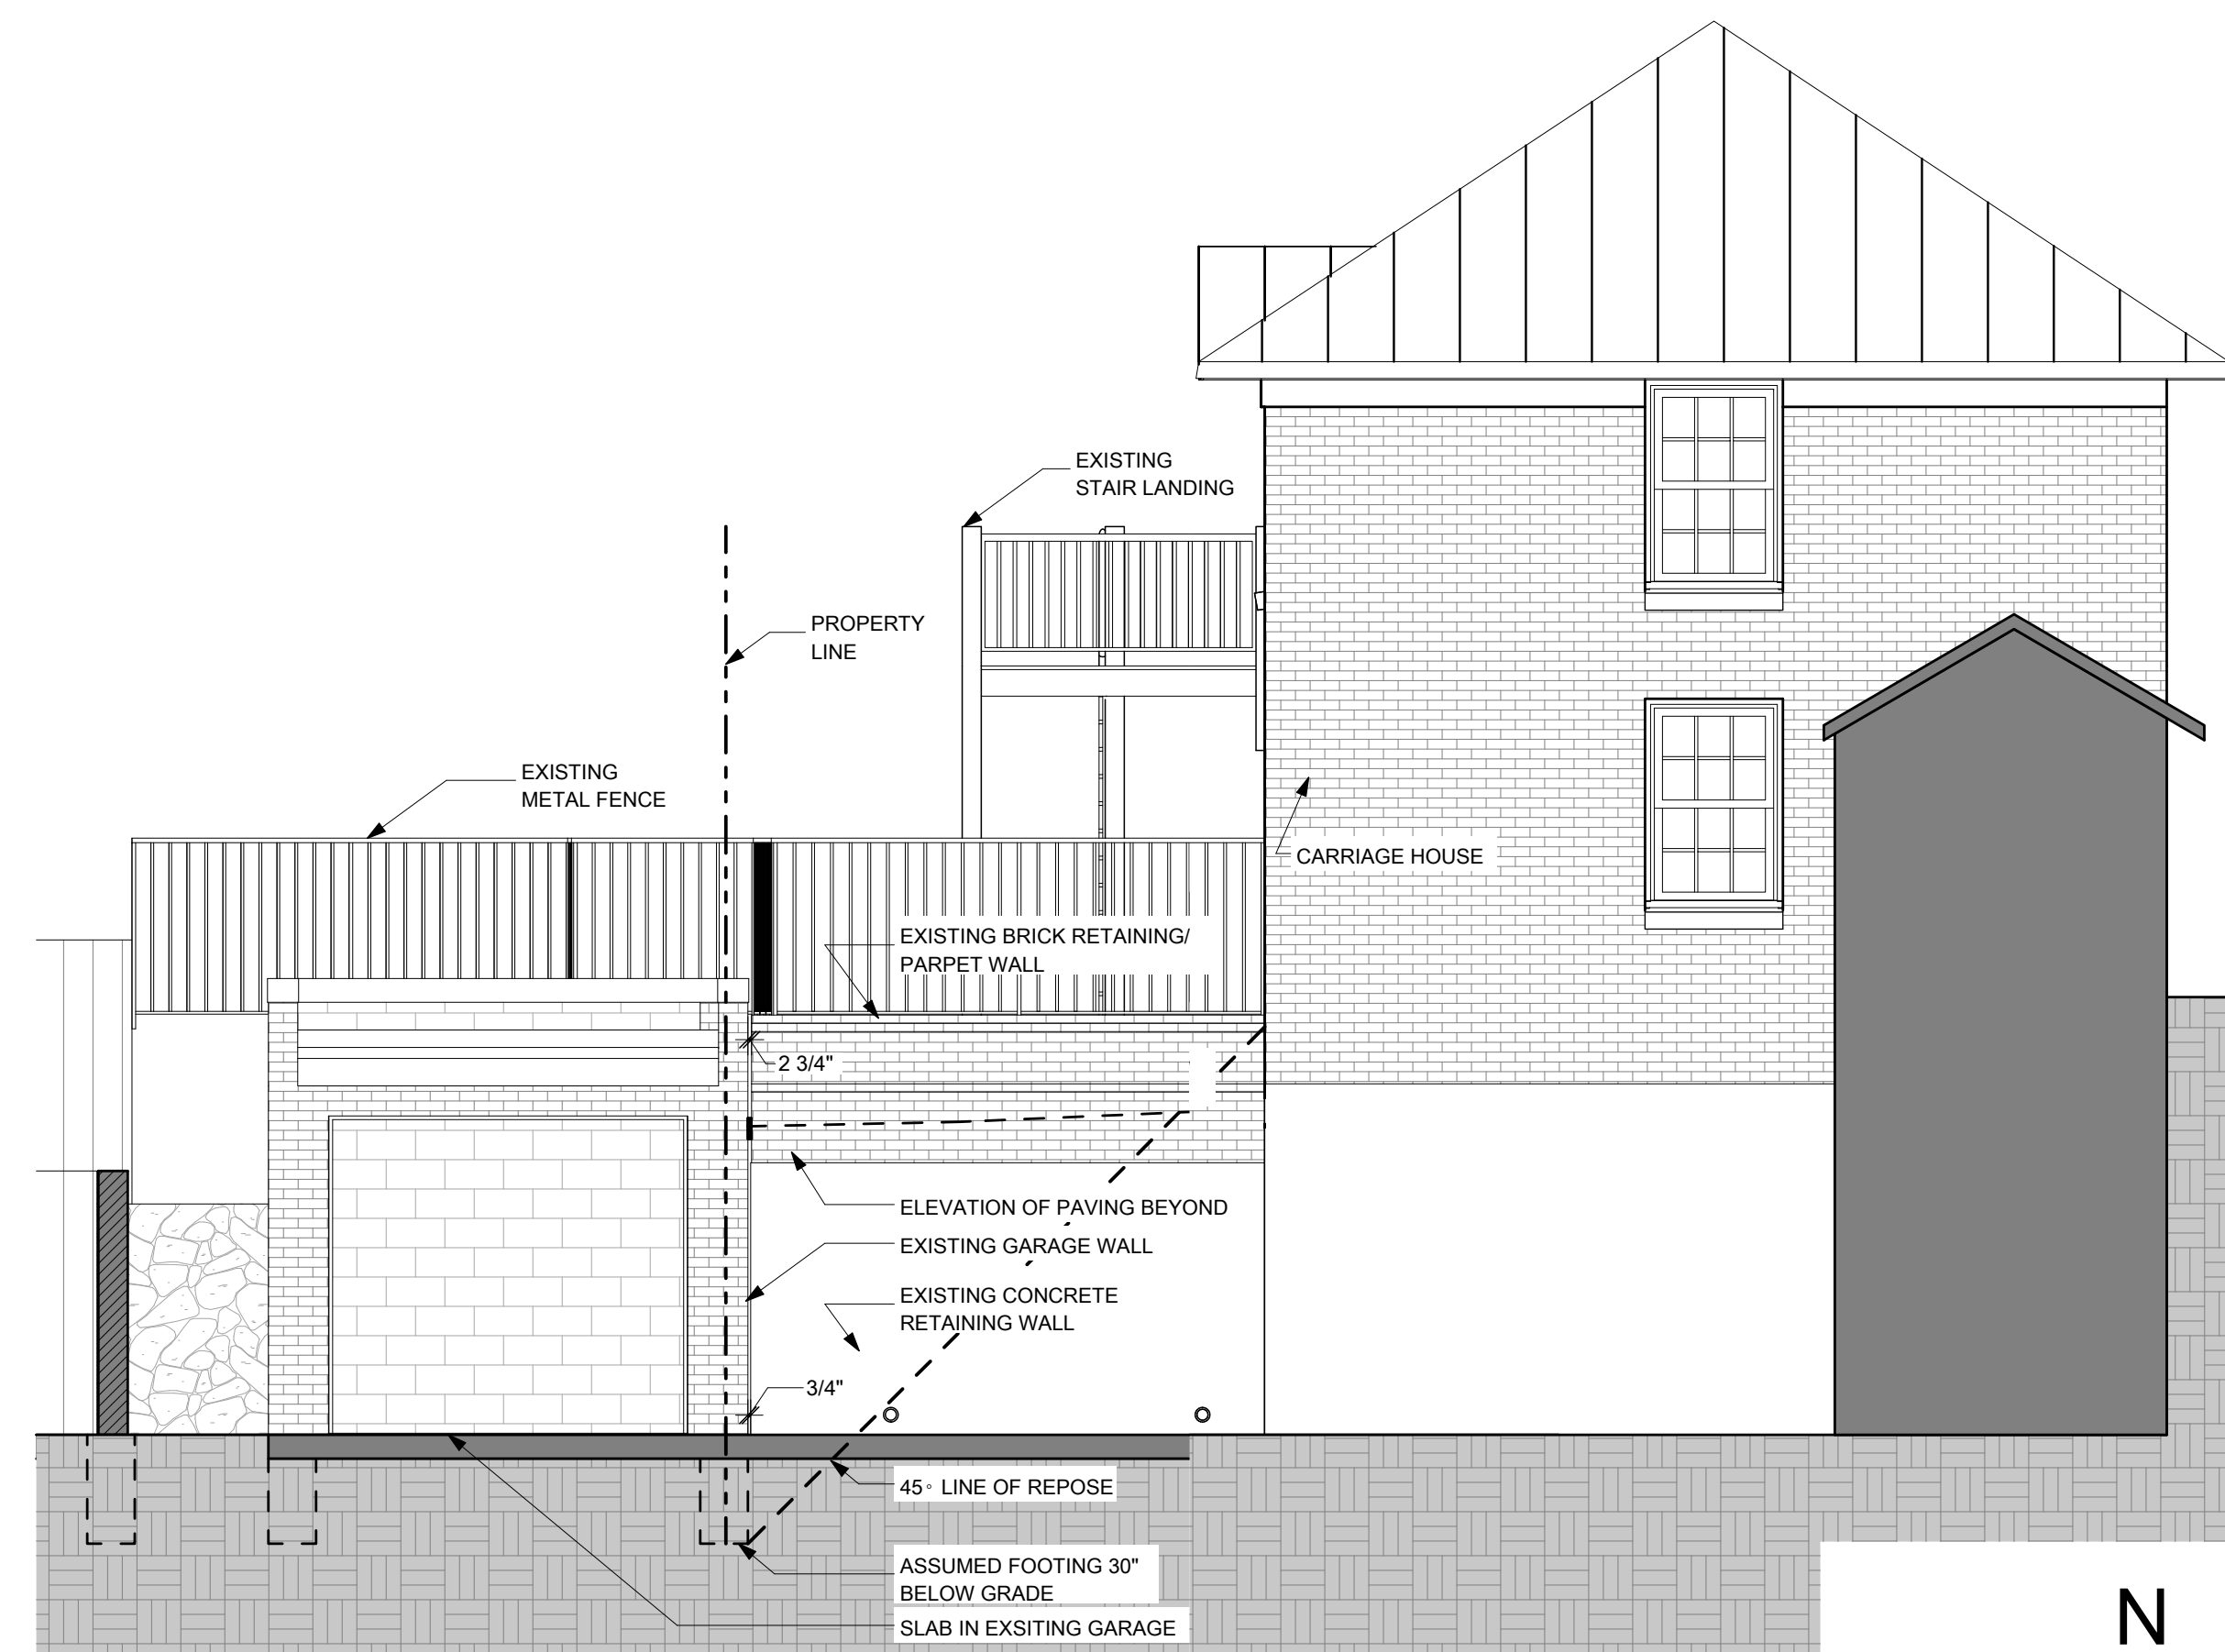 EXISTING
STAIR LANDING
PROPERTY
LINE
EXISTING
METAL FENCE
CARRIAGE HOUSE
EXISTING BRICK RETAINING/
PARPET WALL
2 3/4"
ELEVATION OF PAVING BEYOND
EXISTING GARAGE WALL
EXISTING CONCRETE
RETAINING WALL
3/4"
45° LINE OF REPOSE
ASSUMED FOOTING 30"
BELOW GRADE
SLAB IN EXSITING GARAGE
N